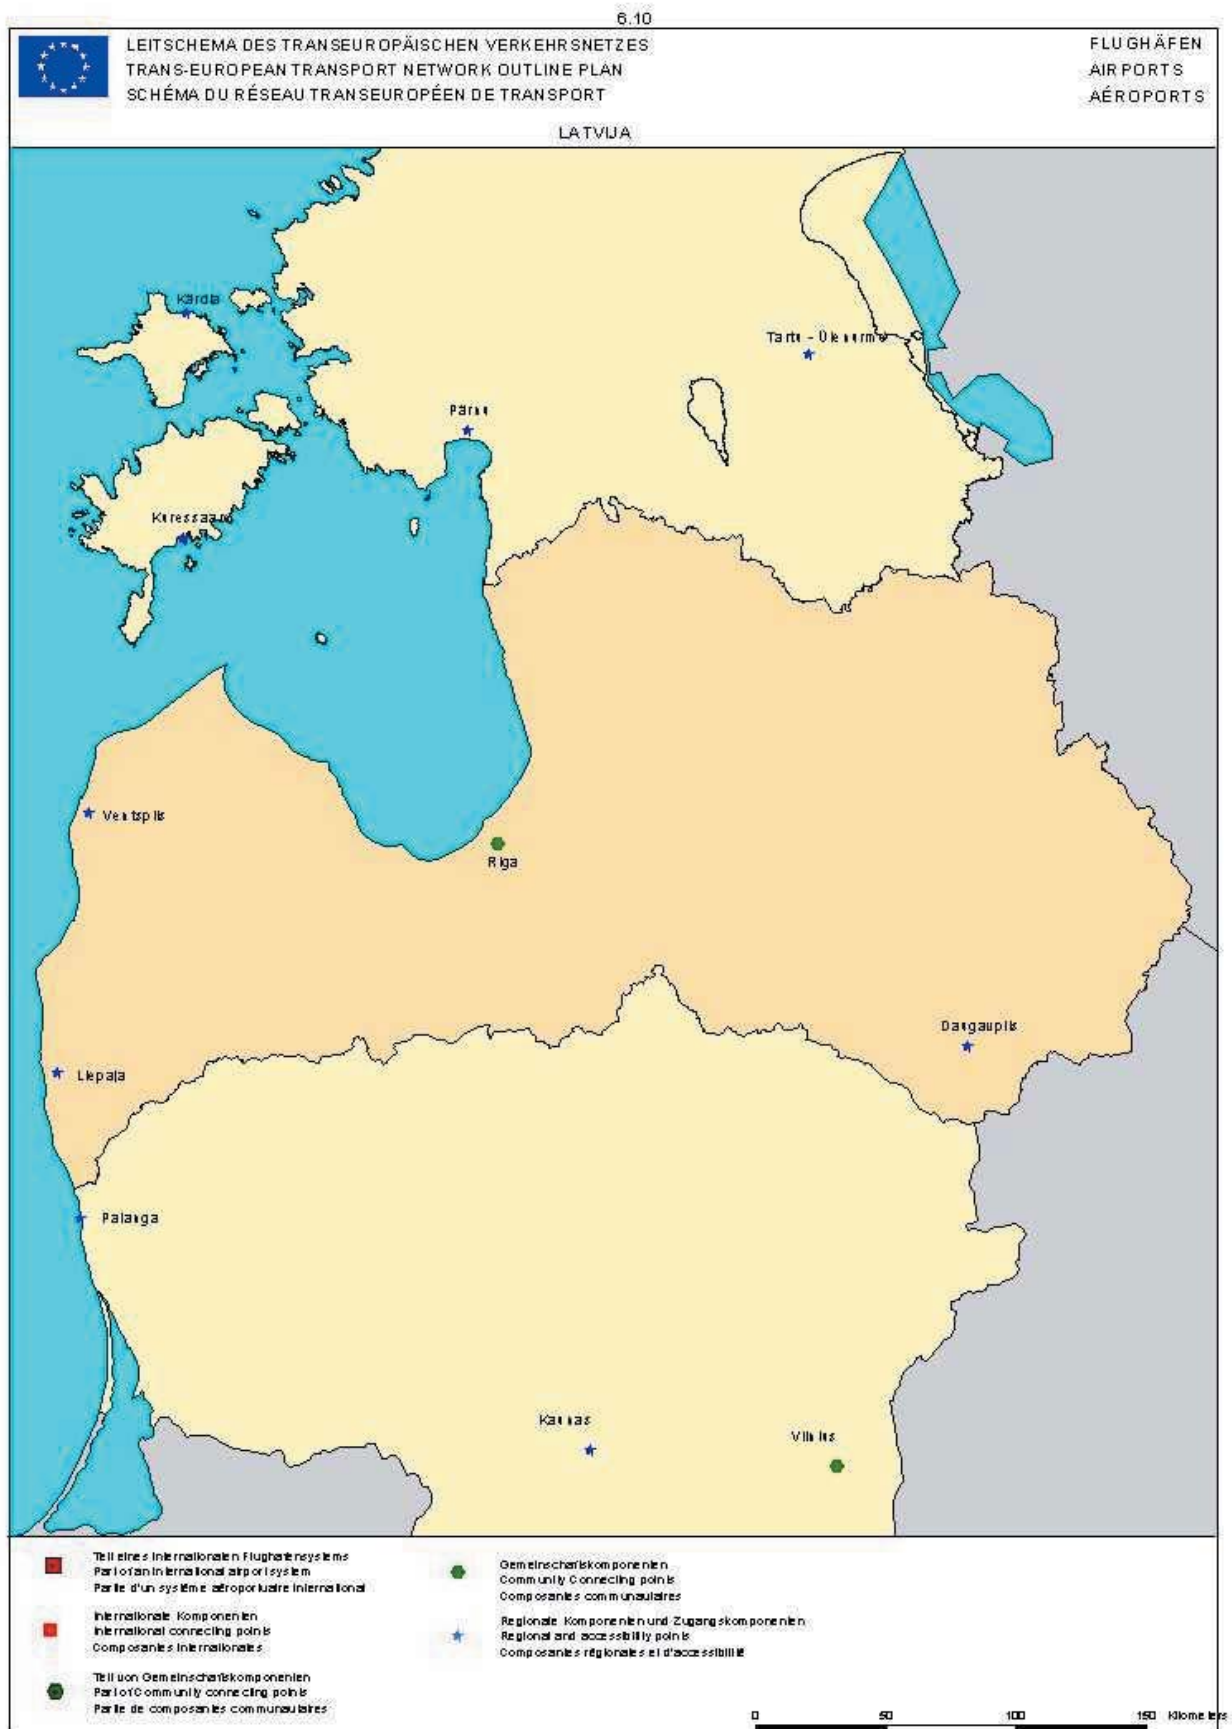 6.10
LEITSCHEMA DES TRANSEUROPÄISCHEN VERKEHRSNETZES
TRANS-EUROPEAN TRANSPORT NETWORK OUTLINE PLAN
SCHÉMA DU RÉSEAU TRANSEUROPÉEN DE TRANSPORT
FLUGHÄFEN
AIRPORTS
AÉROPORTS
LATVIJA
Kärdla
Tartu - Ülenurme
Pärnu
Kuressaare
Ventspils
Riga
Daugaupils
Liepaja
Palanga
Kaunas
Vilnius
Teil eines Internationalen Flughafensystems
Part of an International airport system
Partie d'un système aéroportuaire International
Internationale Komponenten
International connecting points
Composantes Internationales
Teil von Gemeinschaftskomponenten
Part of Community connecting points
Partie de composantes communautaires
Gemeinschaftskomponenten
Community Connecting points
Composantes communautaires
Regionale Komponenten und Zugangskomponenten
Regional and accessibility points
Composantes régionales et d'accessibilité
0 50 100 150 Kilometers